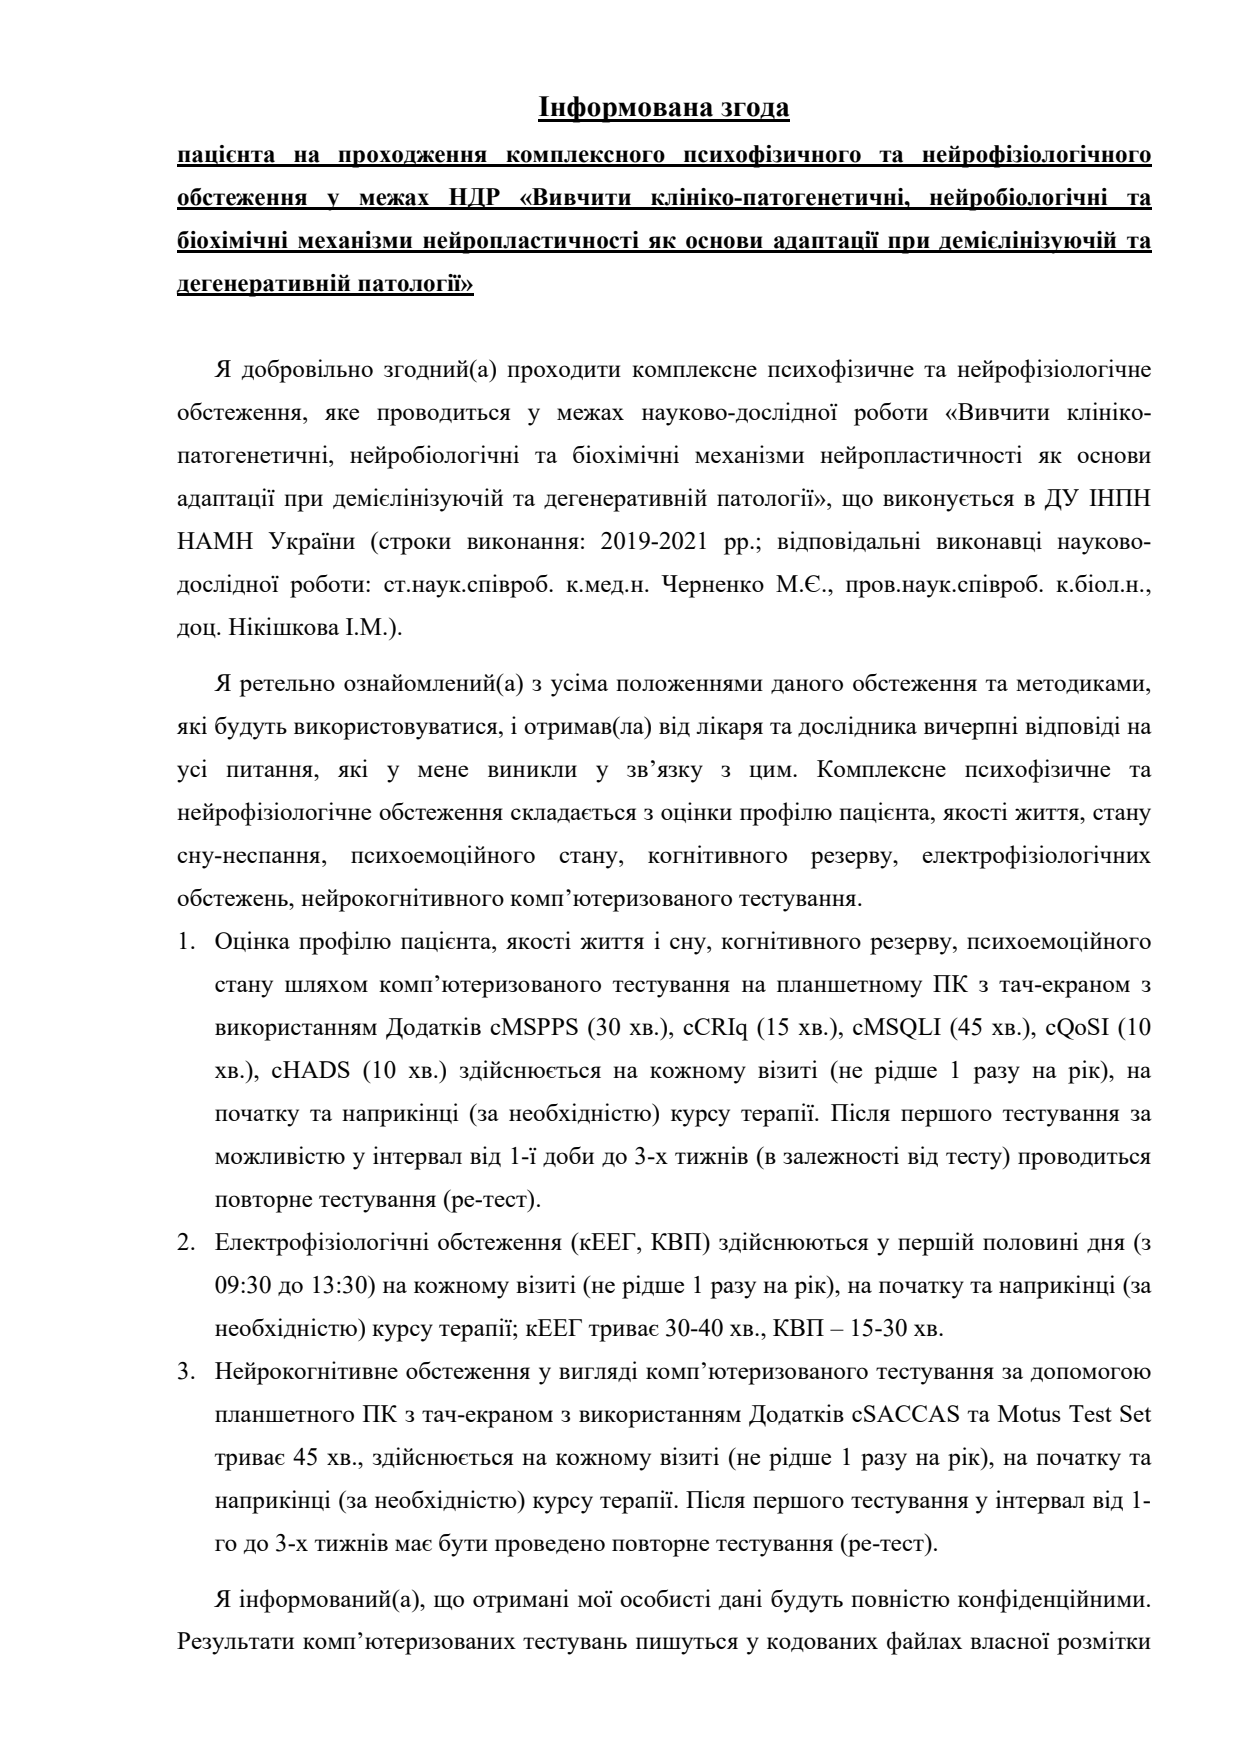 Інформована згода
пацієнта на проходження комплексного психофізичного та нейрофізіологічного
обстеження у межах НДР «Вивчити клініко-патогенетичні, нейробіологічні та
біохімічні механізми нейропластичності як основи адаптації при демієлінізуючій та
дегенеративній патології»
Я добровільно згодний(а) проходити комплексне психофізичне та нейрофізіологічне
обстеження, яке проводиться у межах науково-дослідної роботи «Вивчити клініко-
патогенетичні, нейробіологічні та біохімічні механізми нейропластичності як основи
адаптації при демієлінізуючій та дегенеративній патології», що виконується в ДУ ІНПН
НАМН України (строки виконання: 2019-2021 рр.; відповідальні виконавці науково-
дослідної роботи: ст.наук.співроб. к.мед.н. Черненко М.Є., пров.наук.співроб. к.біол.н.,
доц. Нікішкова І.М.).
Я ретельно ознайомлений(а) з усіма положеннями даного обстеження та методиками,
які будуть використовуватися, і отримав(ла) від лікаря та дослідника вичерпні відповіді на
усі питання, які у мене виникли у зв’язку з цим. Комплексне психофізичне та
нейрофізіологічне обстеження складається з оцінки профілю пацієнта, якості життя, стану
сну-неспання, психоемоційного стану, когнітивного резерву, електрофізіологічних
обстежень, нейрокогнітивного комп’ютеризованого тестування.
1. Оцінка профілю пацієнта, якості життя і сну, когнітивного резерву, психоемоційного
стану шляхом комп’ютеризованого тестування на планшетному ПК з тач-екраном з
використанням Додатків cMSPPS (30 хв.), cCRIq (15 хв.), cMSQLI (45 хв.), cQoSI (10
хв.), cHADS (10 хв.) здійснюється на кожному візиті (не рідше 1 разу на рік), на
початку та наприкінці (за необхідністю) курсу терапії. Після першого тестування за
можливістю у інтервал від 1-ї доби до 3-х тижнів (в залежності від тесту) проводиться
повторне тестування (ре-тест).
2. Електрофізіологічні обстеження (кЕЕГ, КВП) здійснюються у першій половині дня (з
09:30 до 13:30) на кожному візиті (не рідше 1 разу на рік), на початку та наприкінці (за
необхідністю) курсу терапії; кЕЕГ триває 30-40 хв., КВП – 15-30 хв.
3. Нейрокогнітивне обстеження у вигляді комп’ютеризованого тестування за допомогою
планшетного ПК з тач-екраном з використанням Додатків cSACCAS та Motus Test Set
триває 45 хв., здійснюється на кожному візиті (не рідше 1 разу на рік), на початку та
наприкінці (за необхідністю) курсу терапії. Після першого тестування у інтервал від 1-
го до 3-х тижнів має бути проведено повторне тестування (ре-тест).
Я інформований(а), що отримані мої особисті дані будуть повністю конфіденційними.
Результати комп’ютеризованих тестувань пишуться у кодованих файлах власної розмітки